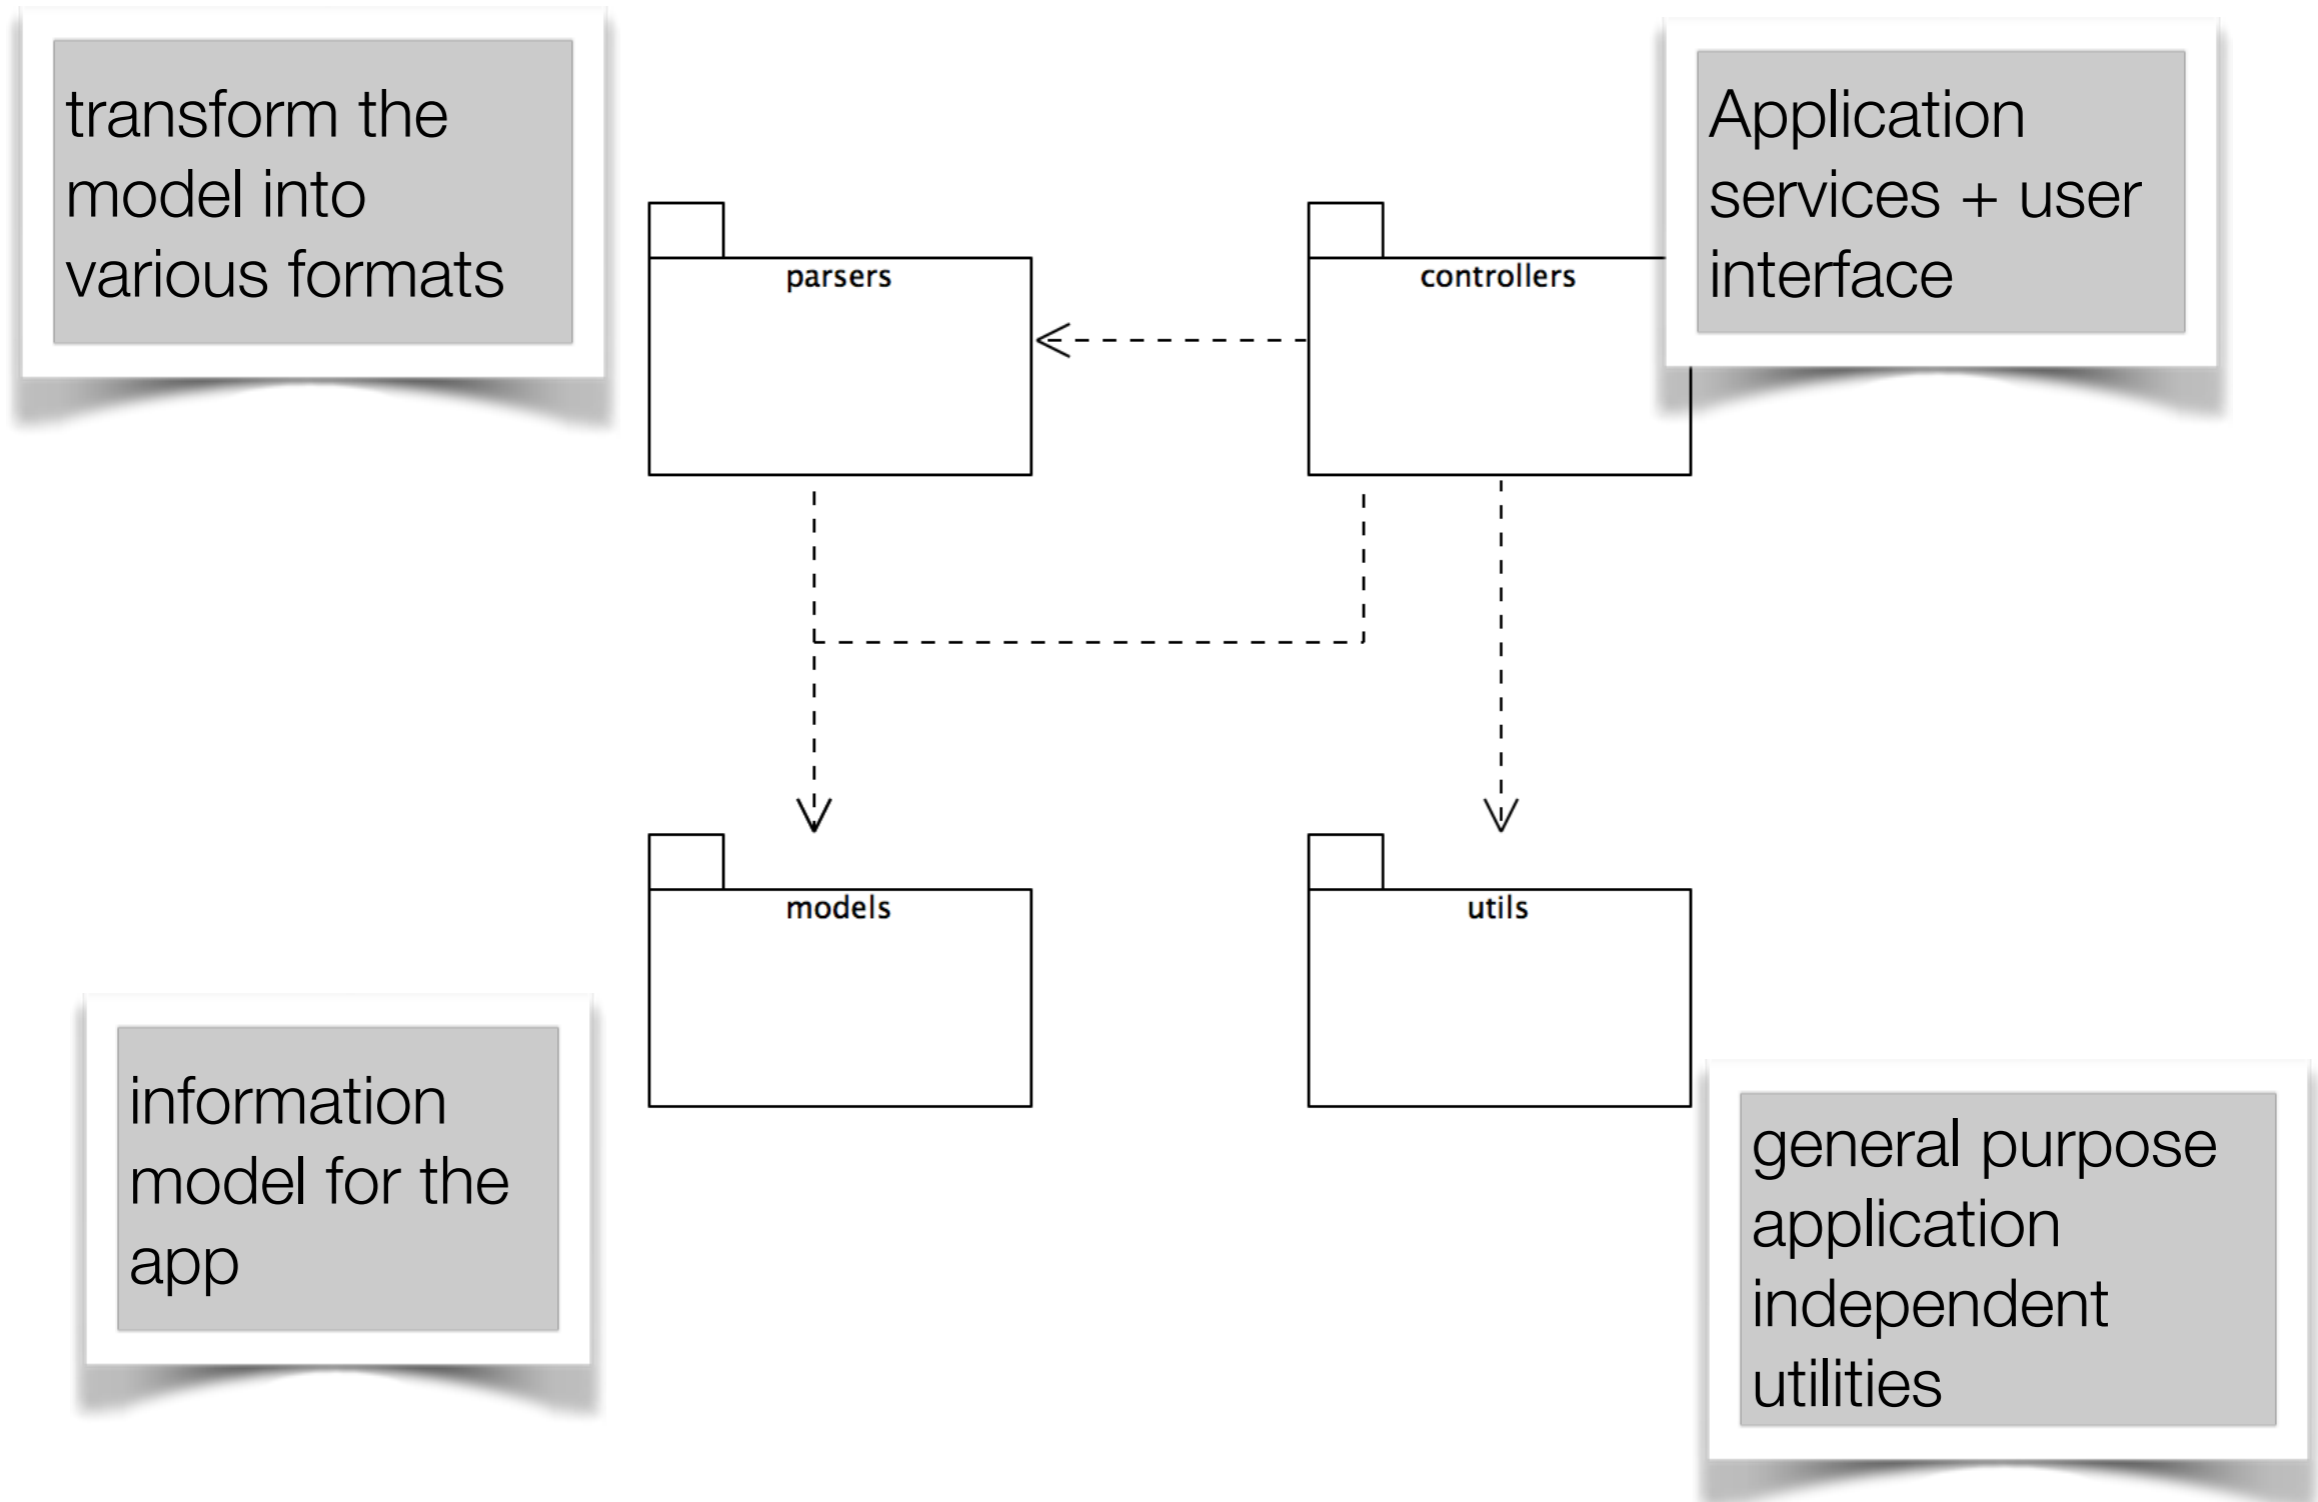 transform the
model into
various formats
Application
services + user
interface
parsers
controllers
models
utils
information
model for the
app
general purpose
application
independent
utilities